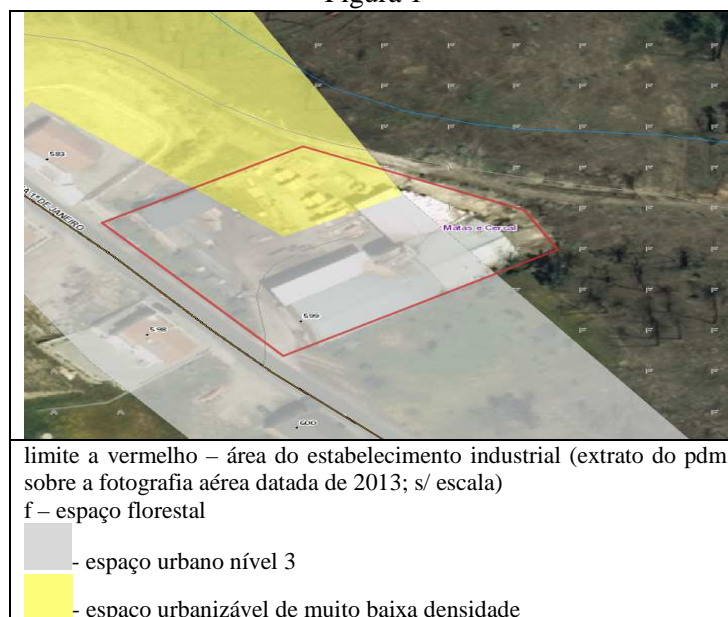 Figura 1
583
A 1º DE JANEIRO
Matas e Cercal
599
598
600
limite a vermelho – área do estabelecimento industrial (extrato do pdm
sobre a fotografia aérea datada de 2013; s/ escala)
f – espaço florestal
- espaço urbano nível 3
- espaço urbanizável de muito baixa densidade